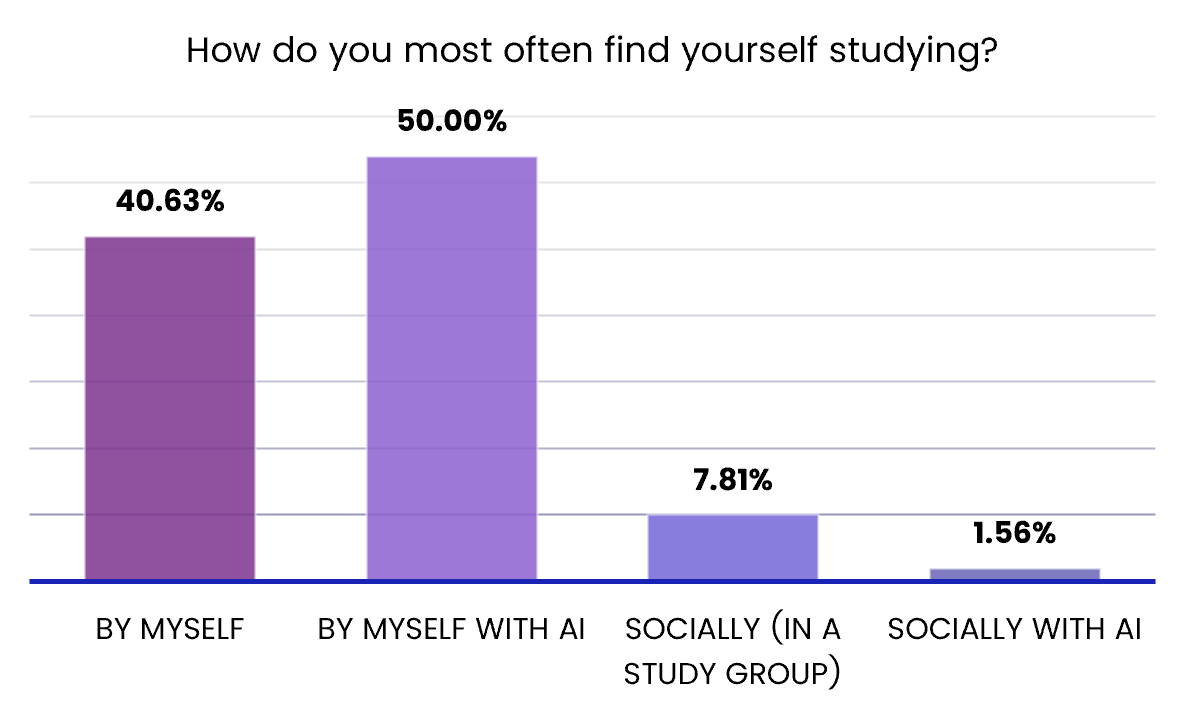 How do you most often find yourself studying?
50.00%
40.63%
7.81%
1.56%
BY MYSELF
BY MYSELF WITH AI
SOCIALLY (IN A
STUDY GROUP)
SOCIALLY WITH AI